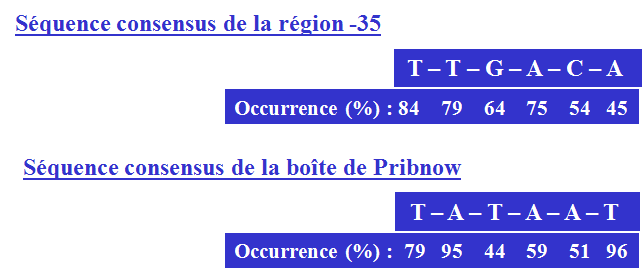 Séquence consensus de la région -35
T – T – G – A – C – A
Occurrence (%) : 84 79 64 75 54 45
Séquence consensus de la boîte de Pribnow
T – A – T – A – A – T
Occurrence (%) : 79 95 44 59 51 96